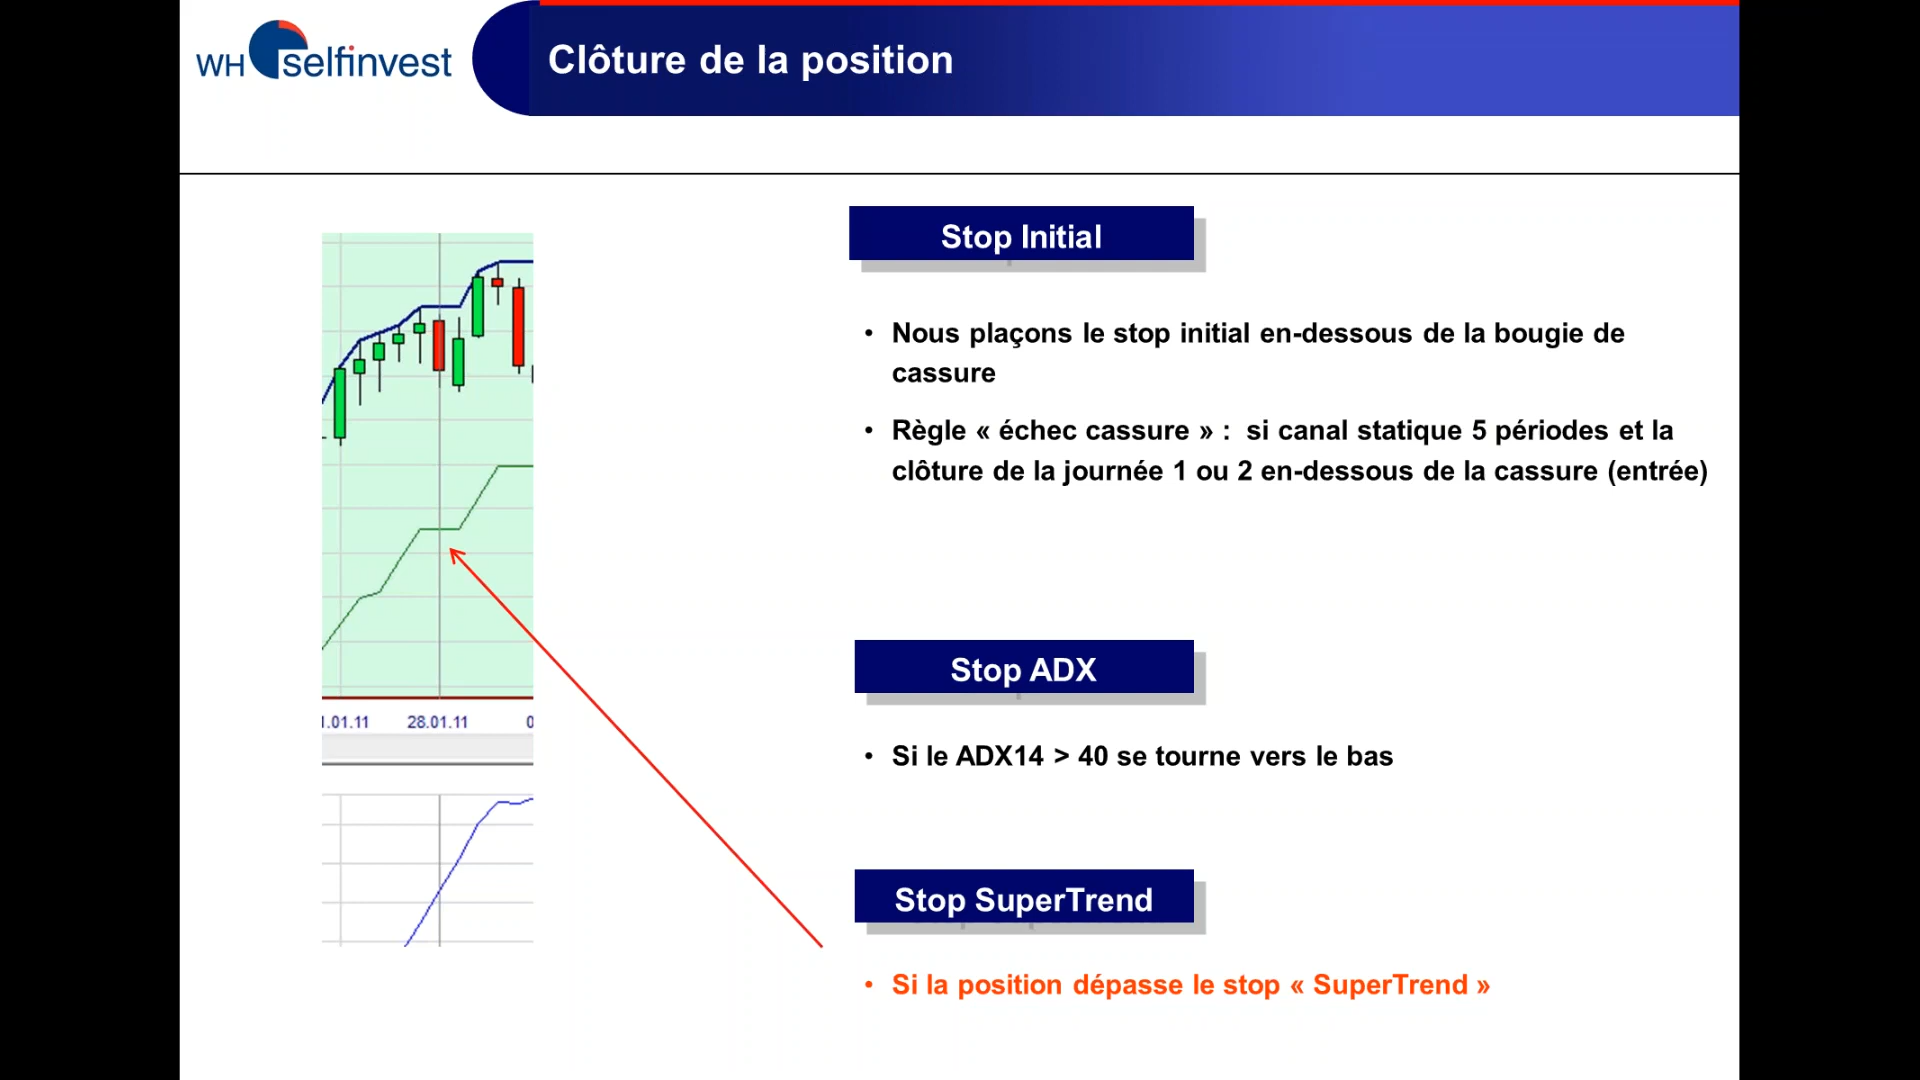 WH selfinvest
Clôture de la position
Stop Initial
• Nous plaçons le stop initial en-dessous de la bougie de
cassure
• Règle « échec cassure » : si canal statique 5 périodes et la
clôture de la journée 1 ou 2 en-dessous de la cassure (entrée)
Stop ADX
• Si le ADX14 > 40 se tourne vers le bas
Stop SuperTrend
• Si la position dépasse le stop « SuperTrend »
.01.11 28.01.11 0